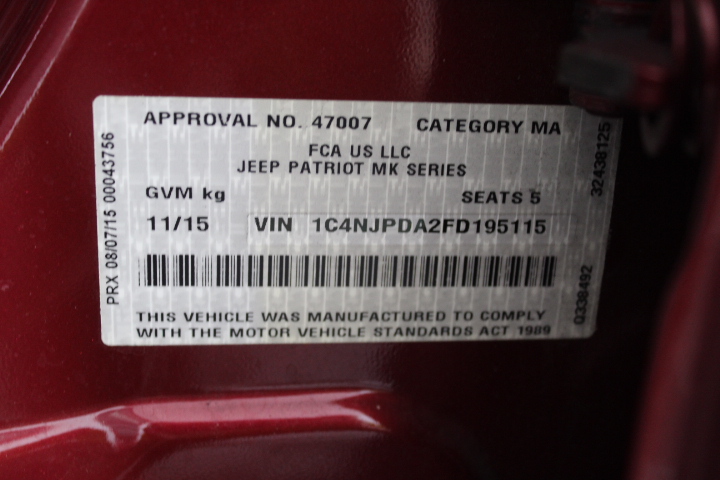 APPROVAL NO. 47007 CATEGORY MA
FCA US LLC
JEEP PATRIOT MK SERIES
GVM kg SEATS 5
11/15 VIN 1C4NJPDA2FD195115
THIS VEHICLE WAS MANUFACTURED TO COMPLY
WITH THE MOTOR VEHICLE STANDARDS ACT 1989
PRX 08/07/15 00043756
32438125
0338492